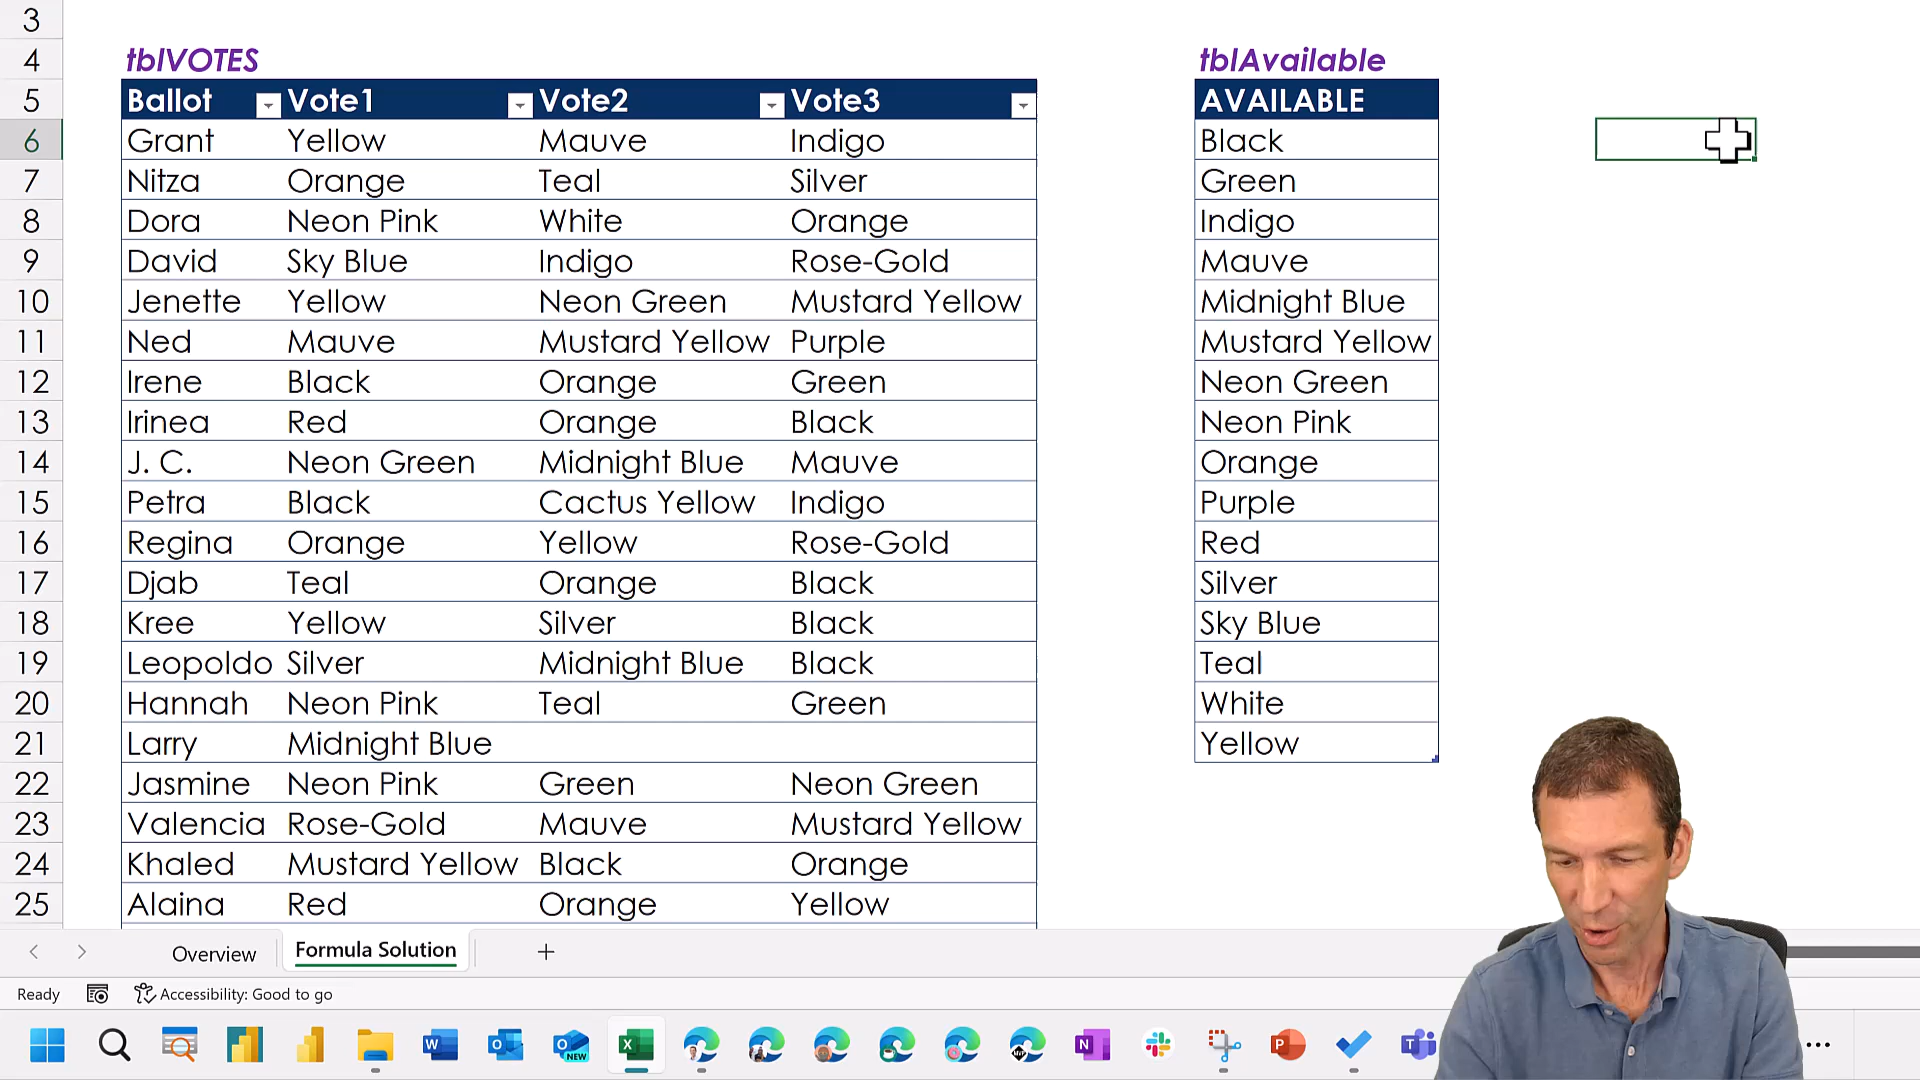 3
4 tblVOTES tblAvailable
5 Ballot Vote1 Vote2 Vote3 AVAILABLE
6 Grant Yellow Mauve Indigo Black
7 Nitza Orange Teal Silver Green
8 Dora Neon Pink White Orange Indigo
9 David Sky Blue Indigo Rose-Gold Mauve
10 Jenette Yellow Neon Green Mustard Yellow Midnight Blue
11 Ned Mauve Mustard Yellow Purple Mustard Yellow
12 Irene Black Orange Green Neon Green
13 Irinea Red Orange Black Neon Pink
14 J. C. Neon Green Midnight Blue Mauve Orange
15 Petra Black Cactus Yellow Indigo Purple
16 Regina Orange Yellow Rose-Gold Red
17 Djab Teal Orange Black Silver
18 Kree Yellow Silver Black Sky Blue
19 Leopoldo Silver Midnight Blue Black Teal
20 Hannah Neon Pink Teal Green White
21 Larry Midnight Blue Yellow
22 Jasmine Neon Pink Green Neon Green
23 Valencia Rose-Gold Mauve Mustard Yellow
24 Khaled Mustard Yellow Black Orange
25 Alaina Red Orange Yellow
Overview Formula Solution
Ready Accessibility: Good to go
W O O NEW X N P T